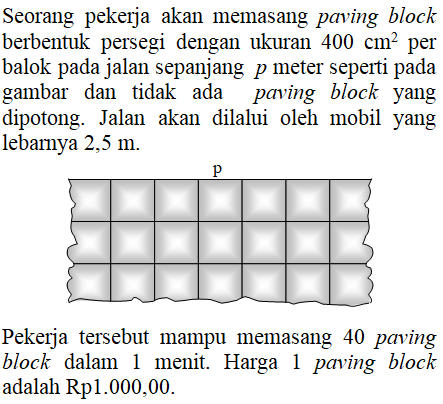 Seorang pekerja akan memasang paving block
berbentuk persegi dengan ukuran 400 cm² per
balok pada jalan sepanjang p meter seperti pada
gambar dan tidak ada paving block yang
dipotong. Jalan akan dilalui oleh mobil yang
lebarnya 2,5 m.
p
Pekerja tersebut mampu memasang 40 paving
block dalam 1 menit. Harga 1 paving block
adalah Rp1.000,00.